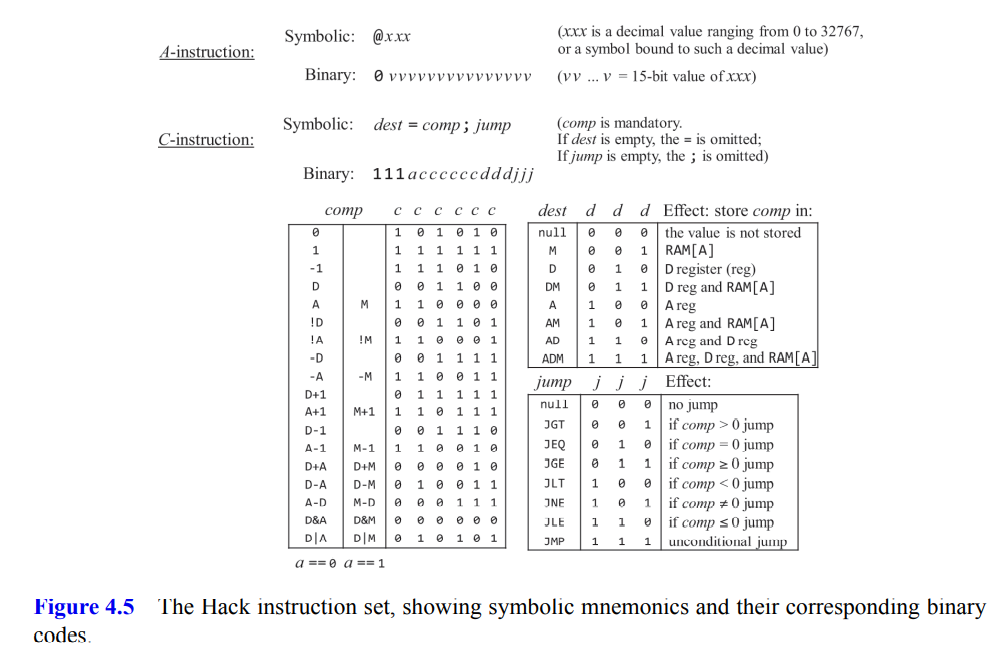 Symbolic: @xxx (xxx is a decimal value ranging from 0 to 32767,
or a symbol bound to such a decimal value)
A-instruction:
Binary: 0 vvvvvvvvvvvvvvv (vv ... v = 15-bit value of xxx)
Symbolic: dest = comp ; jump (comp is mandatory.
C-instruction: If dest is empty, the = is omitted;
If jump is empty, the ; is omitted)
Binary: 111accccccdddjjj
comp c c c c c c
0 1 0 1 0 1 0
1 1 1 1 1 1 1
-1 1 1 1 0 1 0
D 0 0 1 1 0 0
A M 1 1 0 0 0 0
!D 0 0 1 1 0 1
!A !M 1 1 0 0 0 1
-D 0 0 1 1 1 1
-A -M 1 1 0 0 1 1
D+1 0 1 1 1 1 1
A+1 M+1 1 1 0 1 1 1
D-1 0 0 1 1 1 0
A-1 M-1 1 1 0 0 1 0
D+A D+M 0 0 0 0 1 0
D-A D-M 0 1 0 0 1 1
A-D M-D 0 0 0 1 1 1
D&A D&M 0 0 0 0 0 0
D|A D|M 0 1 0 1 0 1
a==0 a==1
dest d d d Effect: store comp in:
null 0 0 0 the value is not stored
M 0 0 1 RAM[A]
D 0 1 0 D register (reg)
DM 0 1 1 D reg and RAM[A]
A 1 0 0 A reg
AM 1 0 1 A reg and RAM[A]
AD 1 1 0 A reg and D reg
ADM 1 1 1 A reg, D reg, and RAM[A]
jump j j j Effect:
null 0 0 0 no jump
JGT 0 0 1 if comp > 0 jump
JEQ 0 1 0 if comp = 0 jump
JGE 0 1 1 if comp ≥ 0 jump
JLT 1 0 0 if comp < 0 jump
JNE 1 0 1 if comp ≠ 0 jump
JLE 1 1 0 if comp ≤ 0 jump
JMP 1 1 1 unconditional jump
Figure 4.5 The Hack instruction set, showing symbolic mnemonics and their corresponding binary
codes.